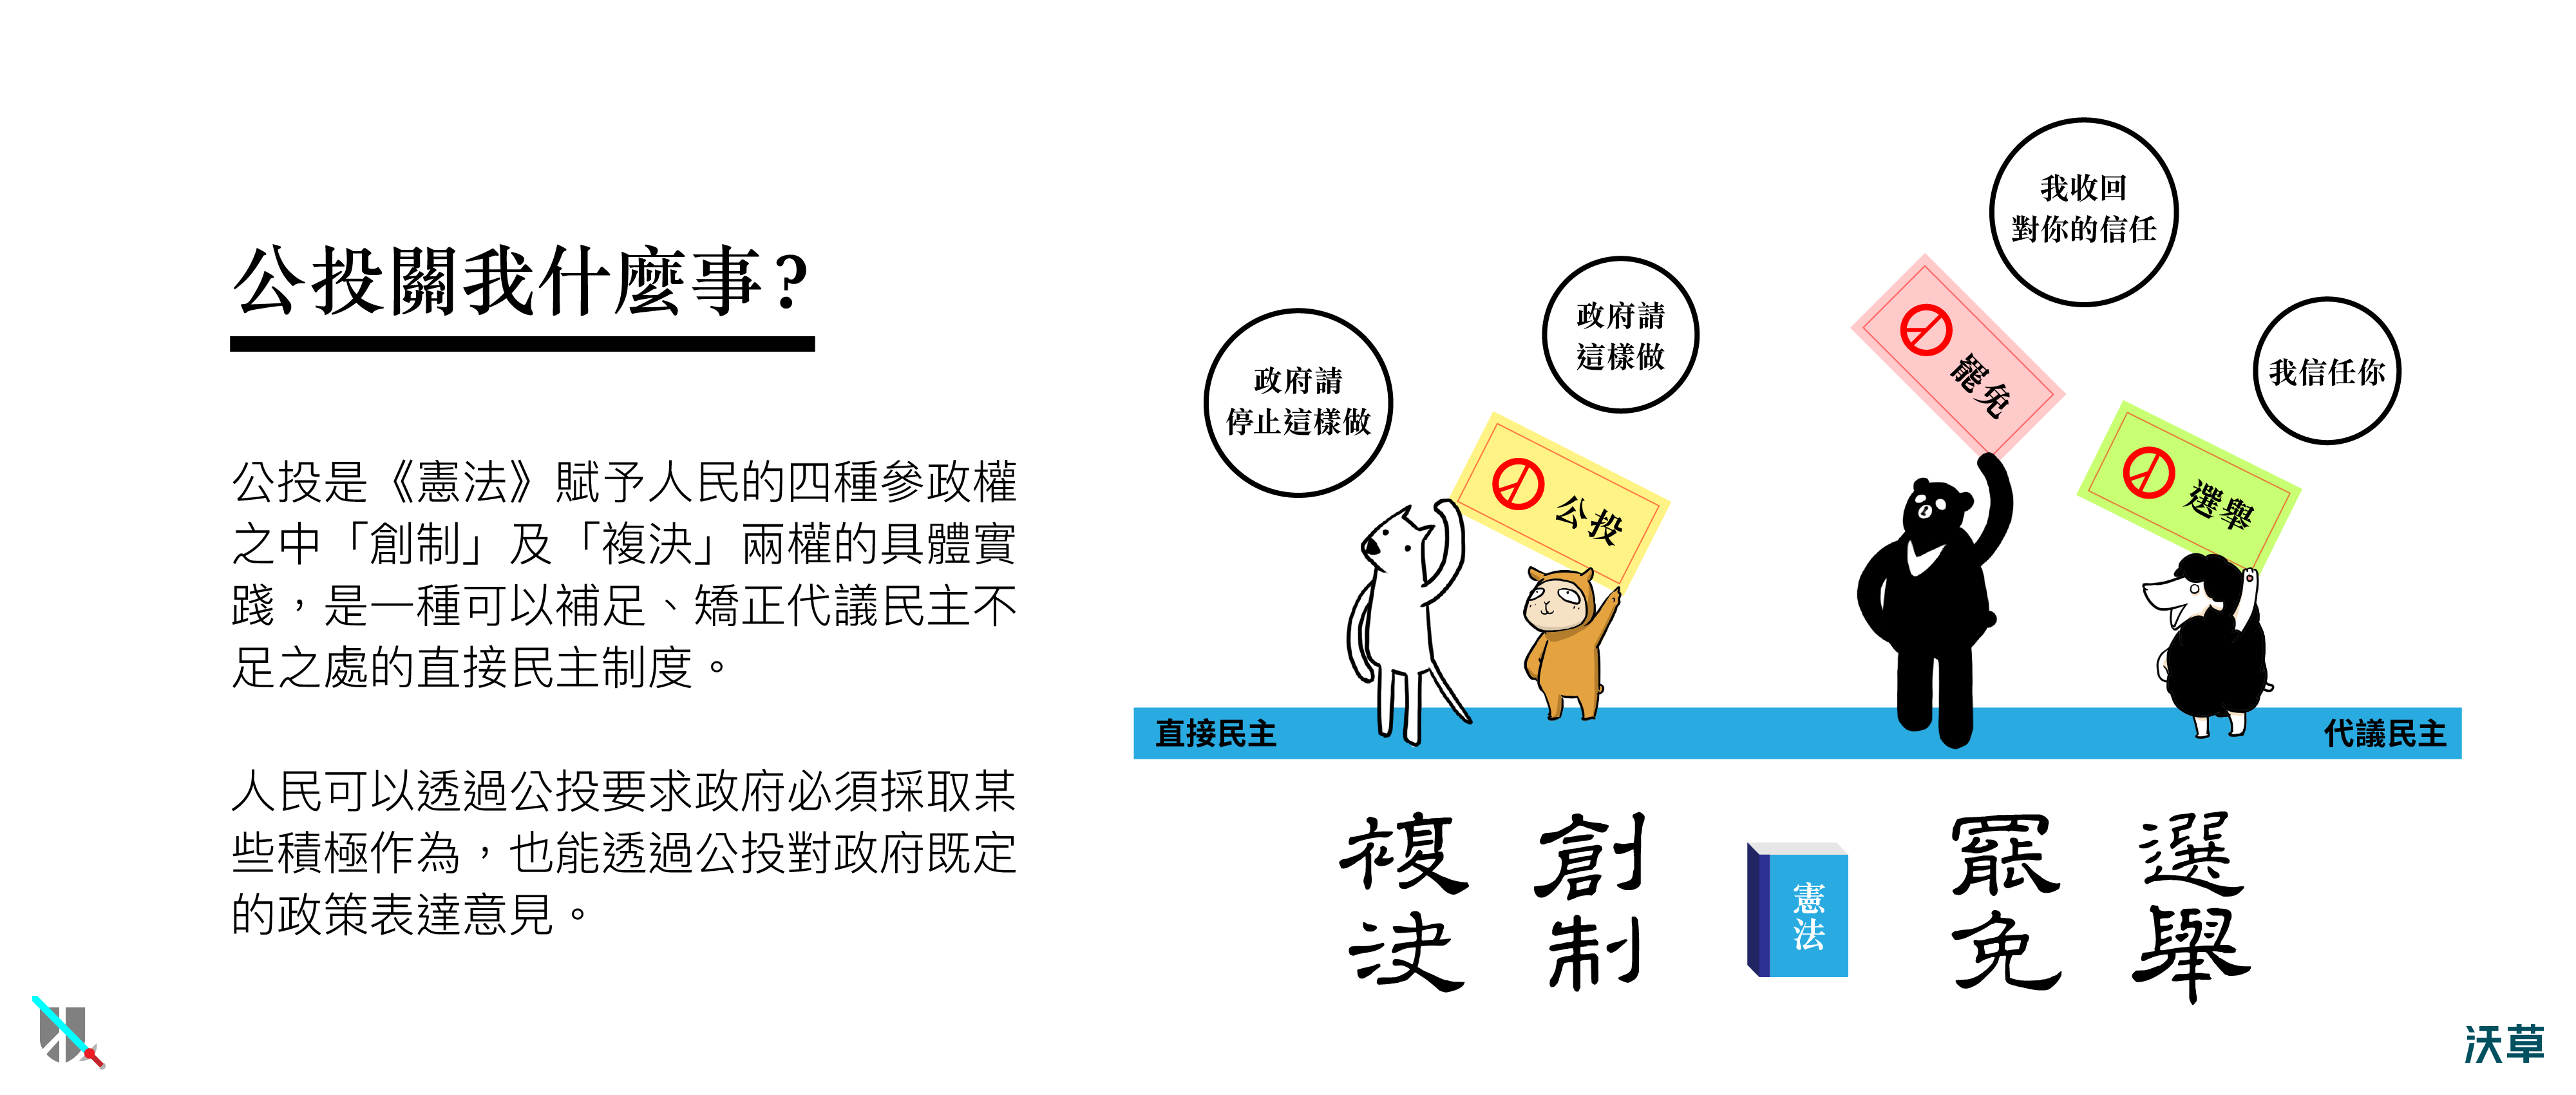 公投關我什麼事?
公投是《憲法》賦予人民的四種參政權
之中「創制」及「複決」兩權的具體實
踐，是一種可以補足、矯正代議民主不
足之處的直接民主制度。
人民可以透過公投要求政府必須採取某
些積極作為，也能透過公投對政府既定
的政策表達意見。
政府請
停止這樣做
政府請
這樣做
我收回
對你的信任
我信任你
公投
罷免
選舉
直接民主
代議民主
複決
創制
憲法
罷免
選舉
沃草